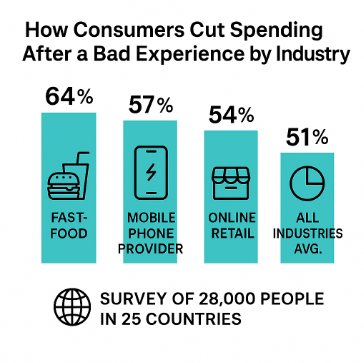 How Consumers Cut Spending
After a Bad Experience by Industry
64%
57%
54%
51%
FAST-
FOOD
MOBILE
PHONE
PROVIDER
ONLINE
RETAIL
ALL
INDUSTRIES
AVG.
SURVEY OF 28,000 PEOPLE
IN 25 COUNTRIES